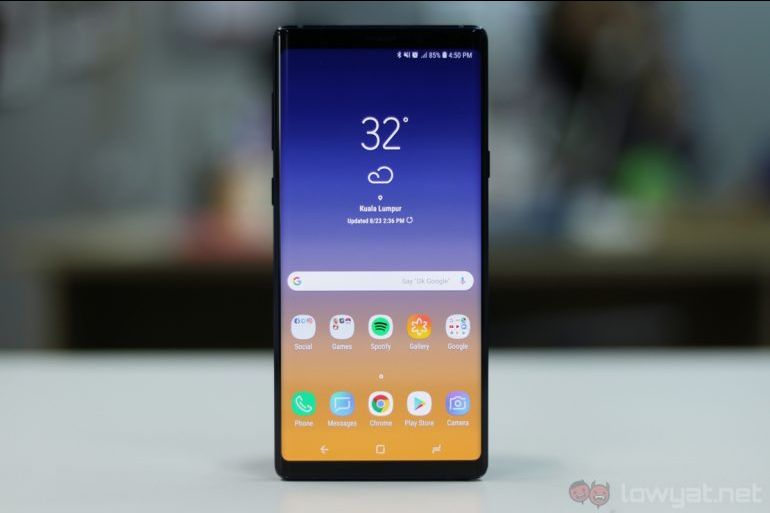 85% 4:50 PM
32°
Kuala Lumpur
Updated 8/23 2:36 PM
G Say "Ok Google"
Social Games Spotify Gallery Google
Phone Messages Chrome Play Store Camera
lowyat.net